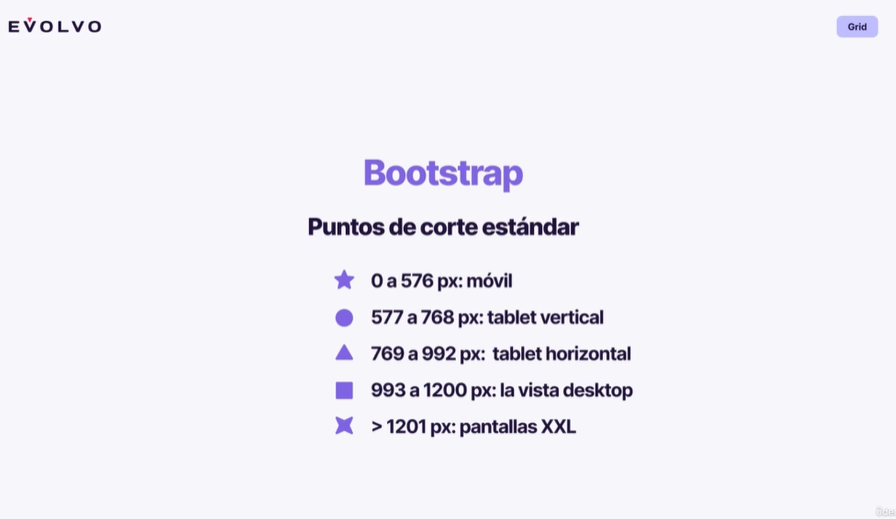 EVOLVO
Grid
Bootstrap
Puntos de corte estándar
0 a 576 px: móvil
577 a 768 px: tablet vertical
769 a 992 px: tablet horizontal
993 a 1200 px: la vista desktop
> 1201 px: pantallas XXL